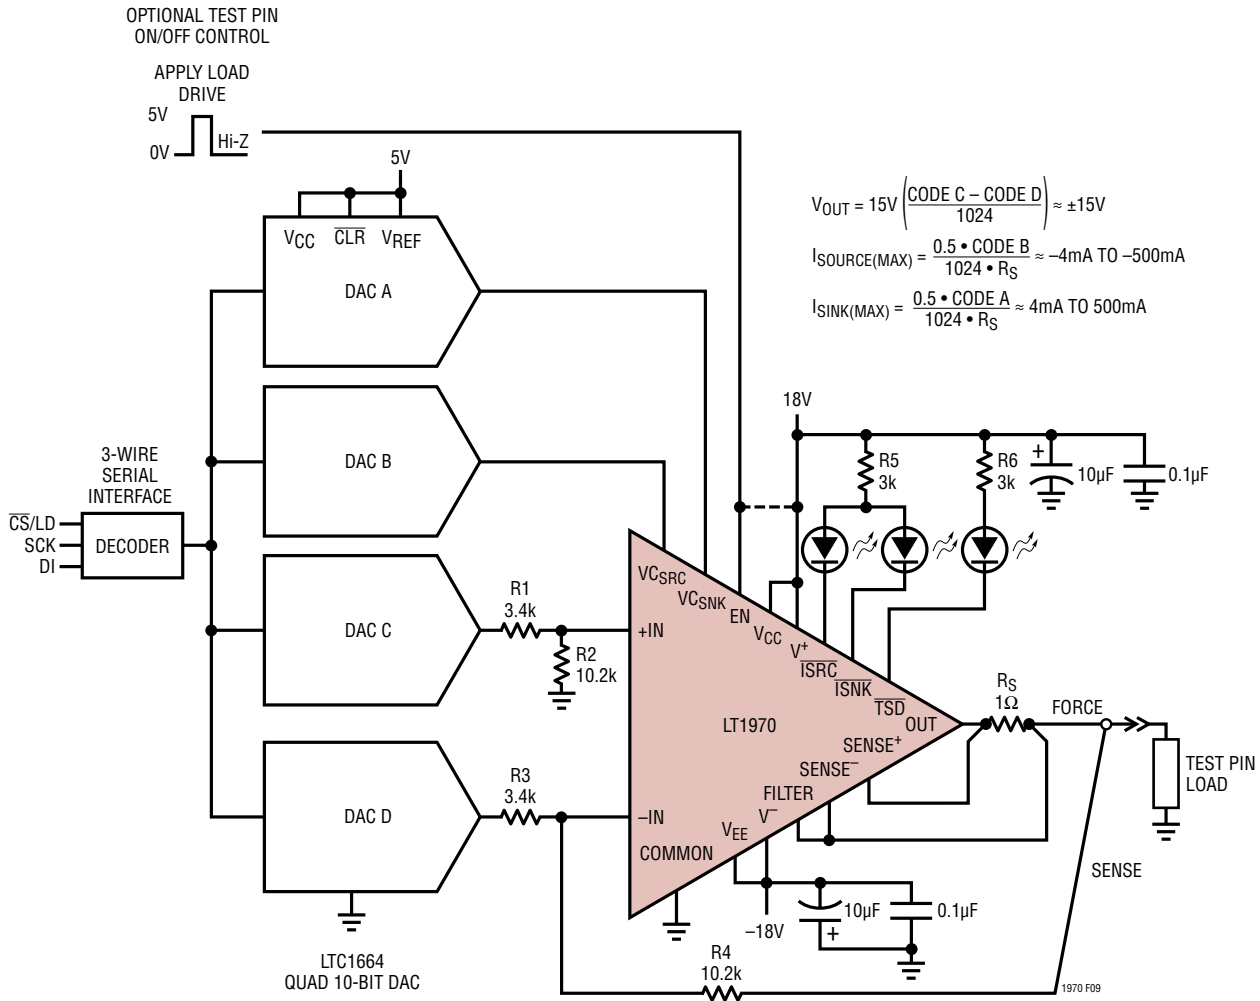 OPTIONAL TEST PIN
ON/OFF CONTROL
APPLY LOAD
DRIVE
5V
0V
Hi-Z
5V
VCC
CLR
VREF
DAC A
VOUT = 15V (CODE C – CODE D / 1024) ≈ ±15V
ISOURCE(MAX) = 0.5 • CODE B / 1024 • RS ≈ –4mA TO –500mA
ISINK(MAX) = 0.5 • CODE A / 1024 • RS ≈ 4mA TO 500mA
DAC B
3-WIRE
SERIAL
INTERFACE
CS/LD
SCK
DI
DECODER
18V
R5
3k
R6
3k
+
10µF
0.1µF
DAC C
R1
3.4k
R2
10.2k
+IN
VCSRC
VCSNK
EN
VCC
V+
ISRC
ISNK
TSD
OUT
LT1970
SENSE+
SENSE–
FILTER
V–
VEE
COMMON
–IN
RS
1Ω
FORCE
TEST PIN
LOAD
SENSE
DAC D
R3
3.4k
LTC1664
QUAD 10-BIT DAC
–18V
10µF
+
0.1µF
R4
10.2k
1970 F09